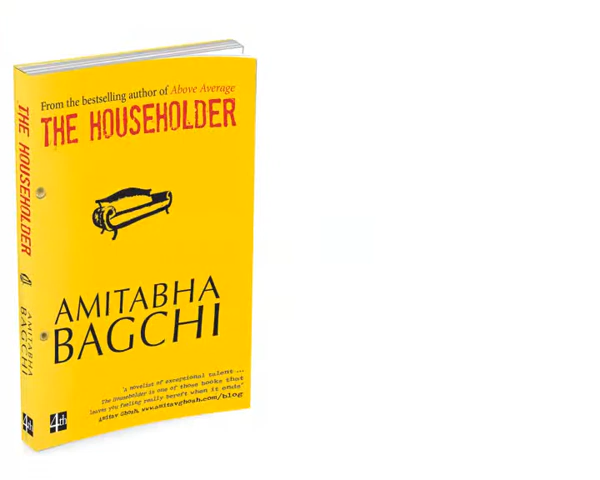 From the bestselling author of Above Average
THE HOUSEHOLDER
AMITABHA
BAGCHI
'A novelist of exceptional talent ...
The Householder is one of those books that
leaves you feeling really bereft when it ends'
Amitav Ghosh, www.amitavghosh.com/blog
4th
THE HOUSEHOLDER
AMITABHA
BAGCHI
4th